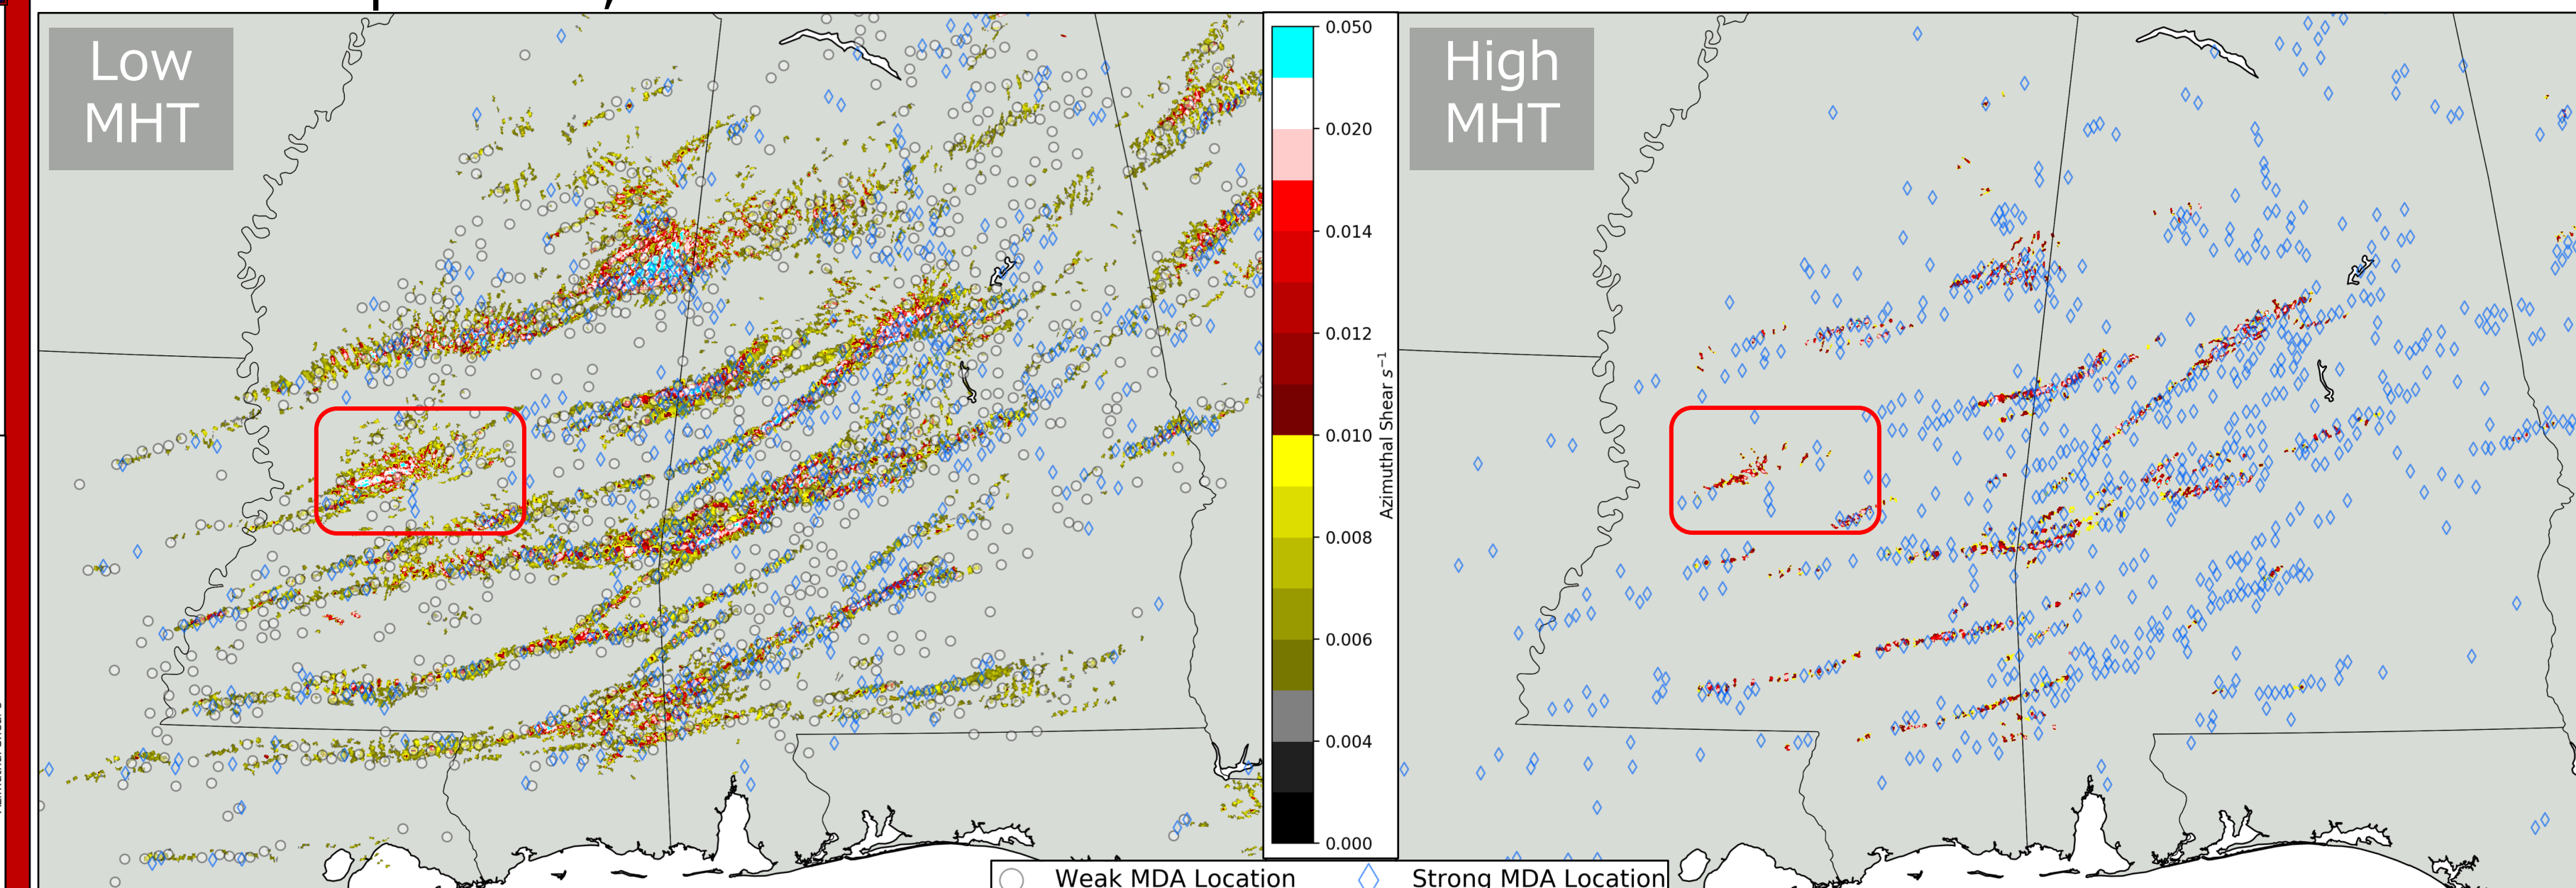 Low
MHT
0.050
0.020
0.014
0.012
0.010
0.008
0.006
0.004
0.000
Azimuthal Shear s⁻¹
High
MHT
Weak MDA Location
Strong MDA Location